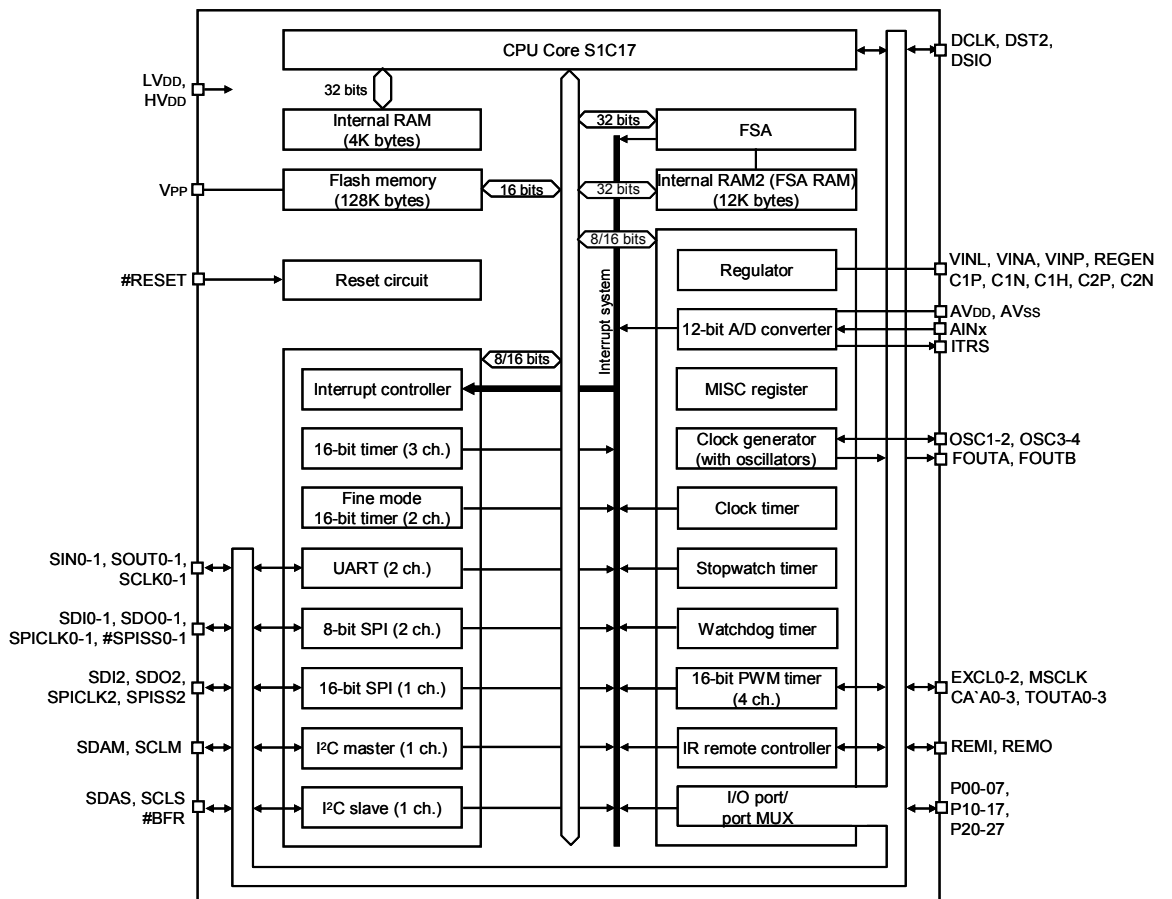 CPU Core S1C17
DCLK, DST2,
DSIO
LVDD,
HVDD
32 bits
Internal RAM
(4K bytes)
32 bits
FSA
VPP
Flash memory
(128K bytes)
16 bits
32 bits
Internal RAM2 (FSA RAM)
(12K bytes)
8/16 bits
#RESET
Reset circuit
Interrupt system
Regulator
VINL, VINA, VINP, REGEN
C1P, C1N, C1H, C2P, C2N
12-bit A/D converter
AVDD, AVSS
AINx
ITRS
8/16 bits
Interrupt controller
MISC register
16-bit timer (3 ch.)
Clock generator
(with oscillators)
OSC1-2, OSC3-4
FOUTA, FOUTB
Fine mode
16-bit timer (2 ch.)
Clock timer
SIN0-1, SOUT0-1,
SCLK0-1
UART (2 ch.)
Stopwatch timer
SDI0-1, SDO0-1,
SPICLK0-1, #SPISS0-1
8-bit SPI (2 ch.)
Watchdog timer
SDI2, SDO2,
SPICLK2, SPISS2
16-bit SPI (1 ch.)
16-bit PWM timer
(4 ch.)
EXCL0-2, MSCLK
CA`A0-3, TOUTA0-3
SDAM, SCLM
I²C master (1 ch.)
IR remote controller
REMI, REMO
SDAS, SCLS
#BFR
I²C slave (1 ch.)
I/O port/
port MUX
P00-07,
P10-17,
P20-27